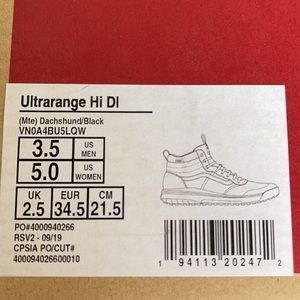 Ultrarange Hi DI
(Mte) Dachshund/Black
VN0A4BU5LQW
3.5 US MEN
5.0 US WOMEN
UK EUR CM
2.5 34.5 21.5
PO#4000940266
RSV2 - 09/19
CPSIA PO/CUT#
400094026600010
1 94113 20247 2